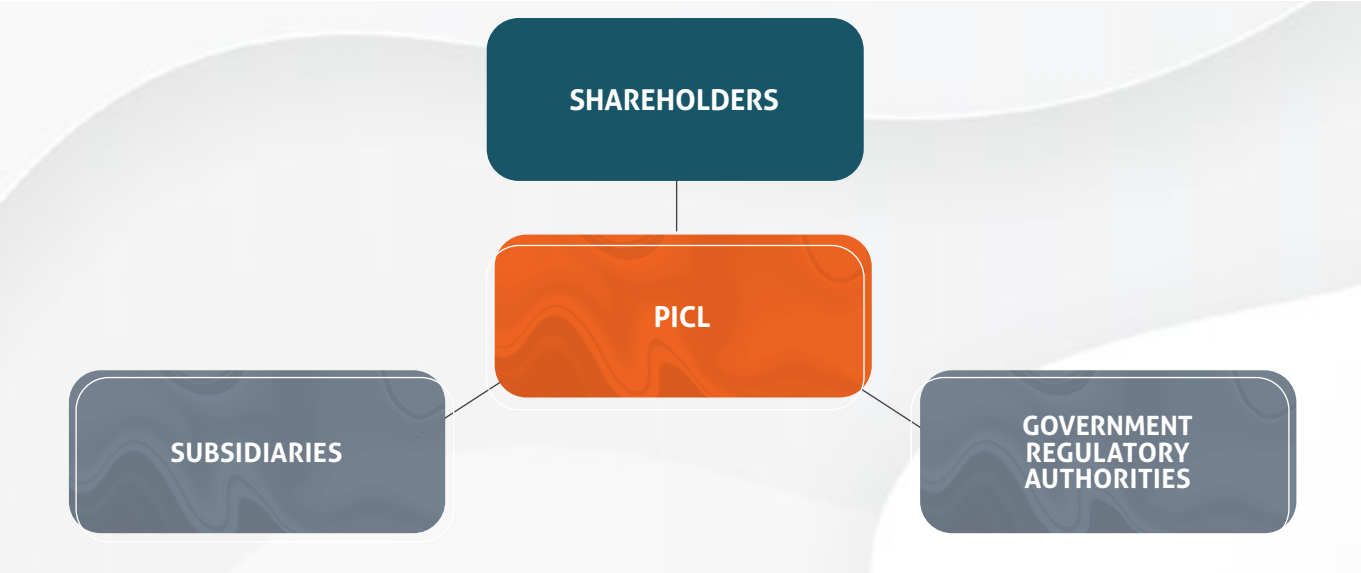 SHAREHOLDERS
PICL
SUBSIDIARIES
GOVERNMENT
REGULATORY
AUTHORITIES